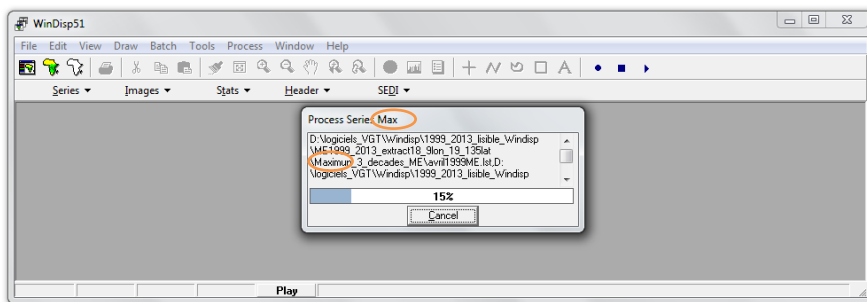 WinDisp51
File Edit View Draw Batch Tools Process Window Help
Series Images Stats Header SEDI
Process Serie: Max
D:\logiciels_VGT\Windisp\1999_2013_lisible_Windisp
\ME1999_2013_extract18_9lon_19_135lat
\Maximum_3_decades_ME\avril1999ME.lst,D:
\logiciels_VGT\Windisp\1999_2013_lisible_Windisp
15%
Cancel
Play